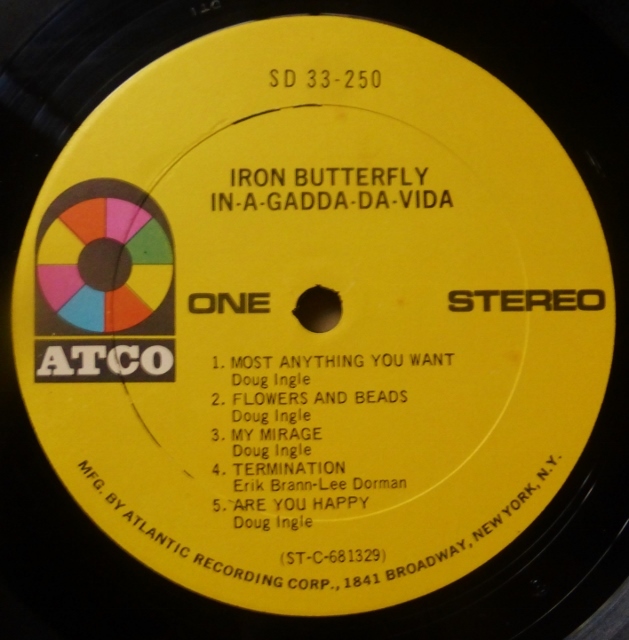 SD 33-250
IRON BUTTERFLY
IN-A-GADDA-DA-VIDA
ONE
STEREO
ATCO
1. MOST ANYTHING YOU WANT
Doug Ingle
2. FLOWERS AND BEADS
Doug Ingle
3. MY MIRAGE
Doug Ingle
4. TERMINATION
Erik Brann-Lee Dorman
5. ARE YOU HAPPY
Doug Ingle
(ST-C-681329)
MFG. BY ATLANTIC RECORDING CORP., 1841 BROADWAY, NEW YORK, N.Y.